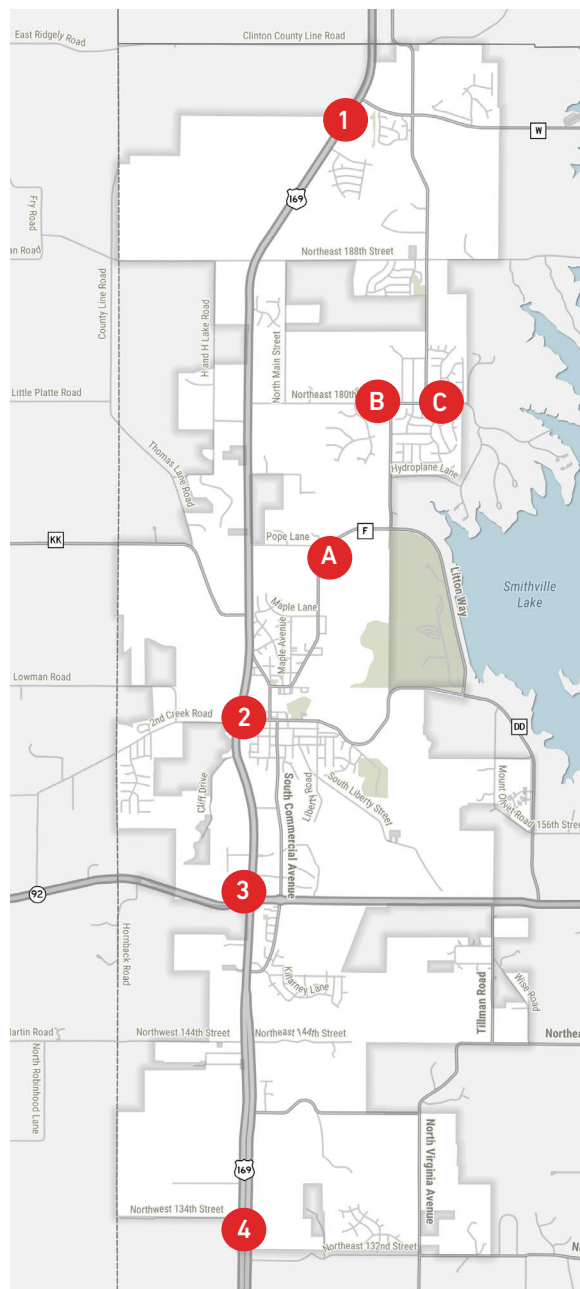 East Ridgely Road
Clinton County Line Road
1
W
169
Fry Road
an Road
Northeast 188th Street
County Line Road
H and H Lake Road
North Main Street
Little Platte Road
Northeast 180th
B
C
Thomas Lane Road
Hydroplane Lane
F
Pope Lane
KK
A
Litton Way
Smithville
Lake
Maple Lane
Maple Avenue
Lowman Road
2nd Creek Road
2
DD
Cliff Drive
South Commercial Avenue
Liberty Road
South Liberty Street
Mount Olivet Road
156th Stree
3
92
Hornback Road
Killarney Lane
Tillman Road
Wise Road
Martin Road
Northwest 144th Street
Northeast 144th Street
Northea
North Robinhood Lane
North Virginia Avenue
169
Northwest 134th Street
4
Northeast 132nd Street
No